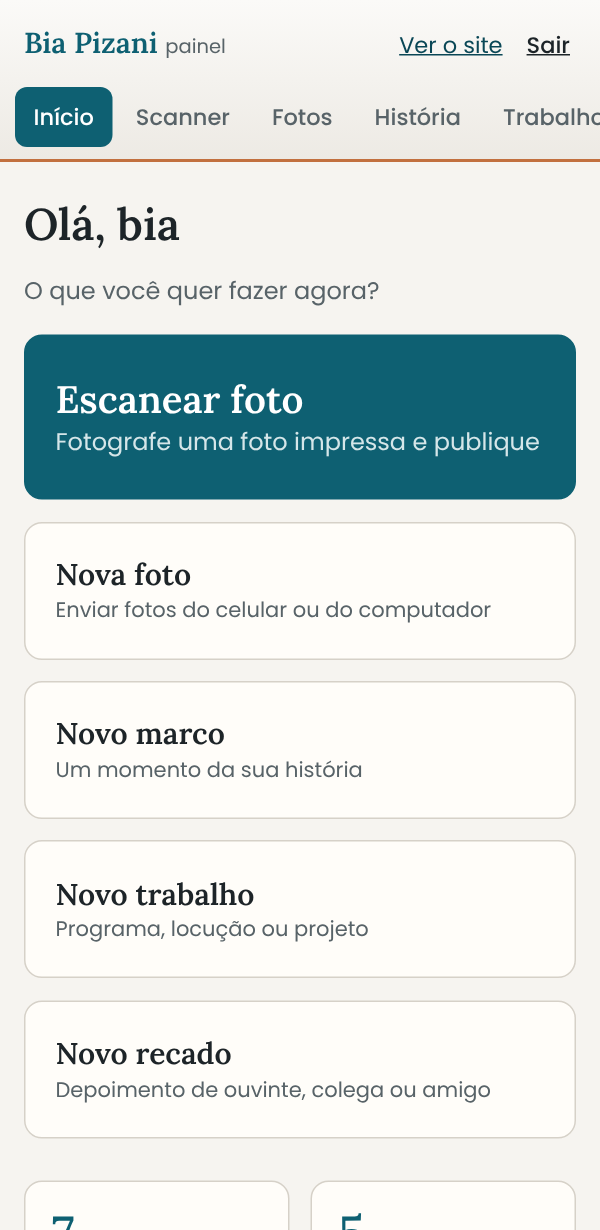 Bia Pizani painel
Ver o site Sair
Início Scanner Fotos História
Olá, bia
O que você quer fazer agora?
Escanear foto
Fotografe uma foto impressa e publique
Nova foto
Enviar fotos do celular ou do computador
Novo marco
Um momento da sua história
Novo trabalho
Programa, locução ou projeto
Novo recado
Depoimento de ouvinte, colega ou amigo